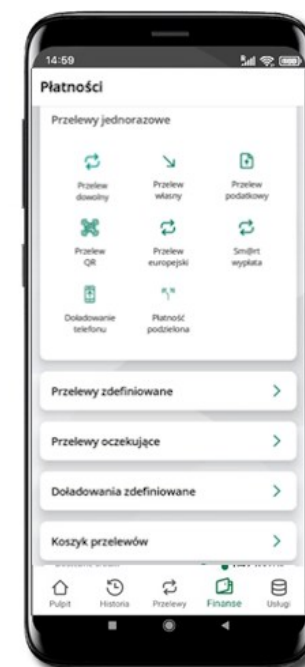 14:59
Płatności
Przelewy jednorazowe
Przelew dowolny
Przelew własny
Przelew podatkowy
Przelew QR
Przelew europejski
Sm@rt wypłata
Doładowanie telefonu
Płatność podzielona
Przelewy zdefiniowane
Przelewy oczekujące
Doładowania zdefiniowane
Koszyk przelewów
Pulpit
Historia
Przelewy
Finanse
Usługi